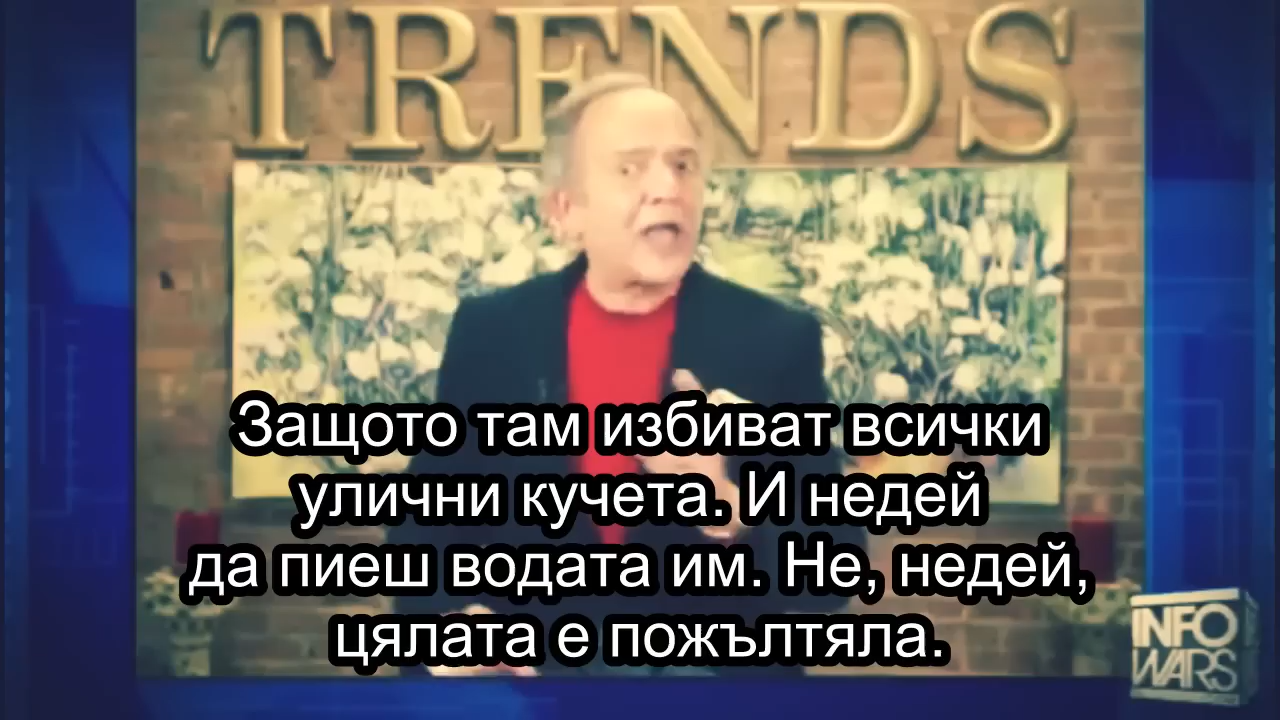 TRENDS
Защото там избиват всички
улични кучета. И недей
да пиеш водата им. Не, недей,
цялата е пожълтяла.
INFO
WARS